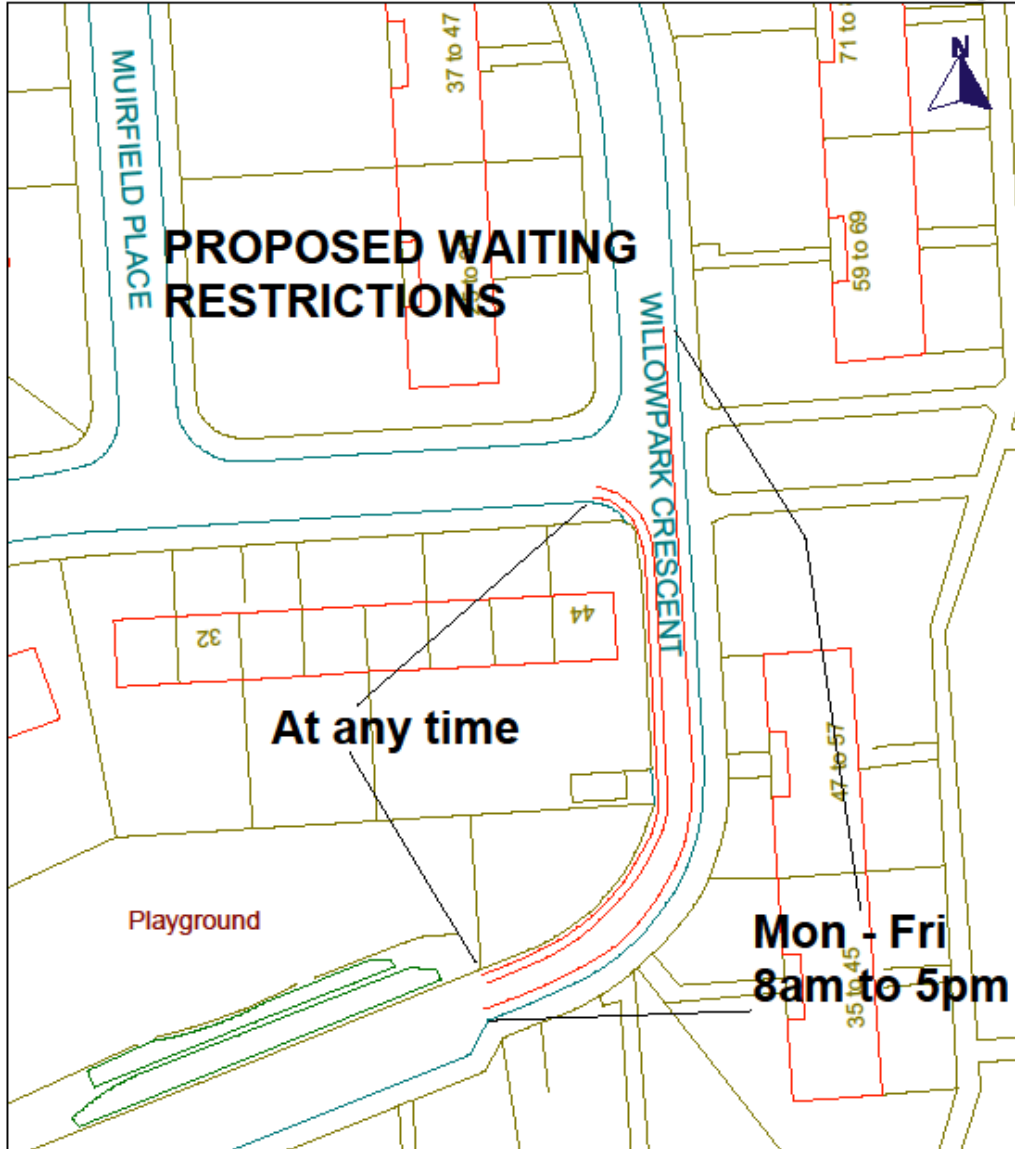 37 to 47
71 to
N
MUIRFIELD PLACE
PROPOSED WAITING
RESTRICTIONS
59 to 69
WILLOWPARK CRESCENT
32
44
At any time
47 to 57
Playground
Mon - Fri
8am to 5pm
35 to 45